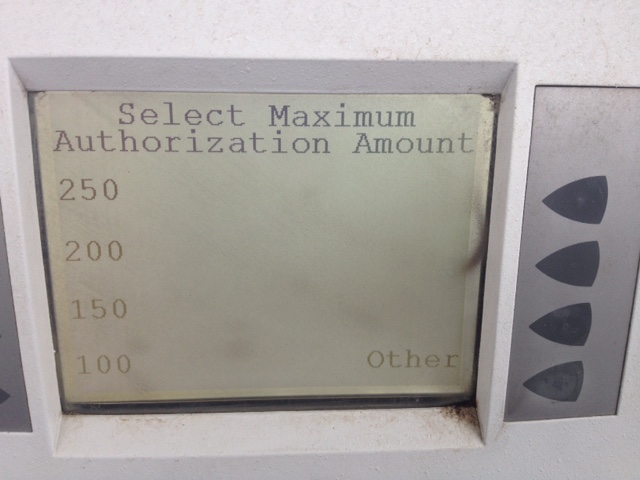 Select Maximum
Authorization Amount
250
200
150
100 Other